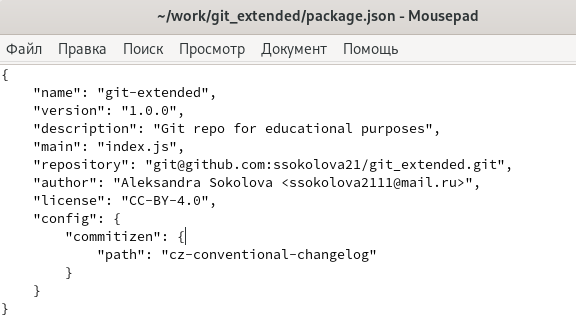 ~/work/git_extended/package.json - Mousepad
Файл Правка Поиск Просмотр Документ Помощь
{
    "name": "git-extended",
    "version": "1.0.0",
    "description": "Git repo for educational purposes",
    "main": "index.js",
    "repository": "git@github.com:ssokolova21/git_extended.git",
    "author": "Aleksandra Sokolova <ssokolova2111@mail.ru>",
    "license": "CC-BY-4.0",
    "config": {
        "commitizen": {
            "path": "cz-conventional-changelog"
        }
    }
}